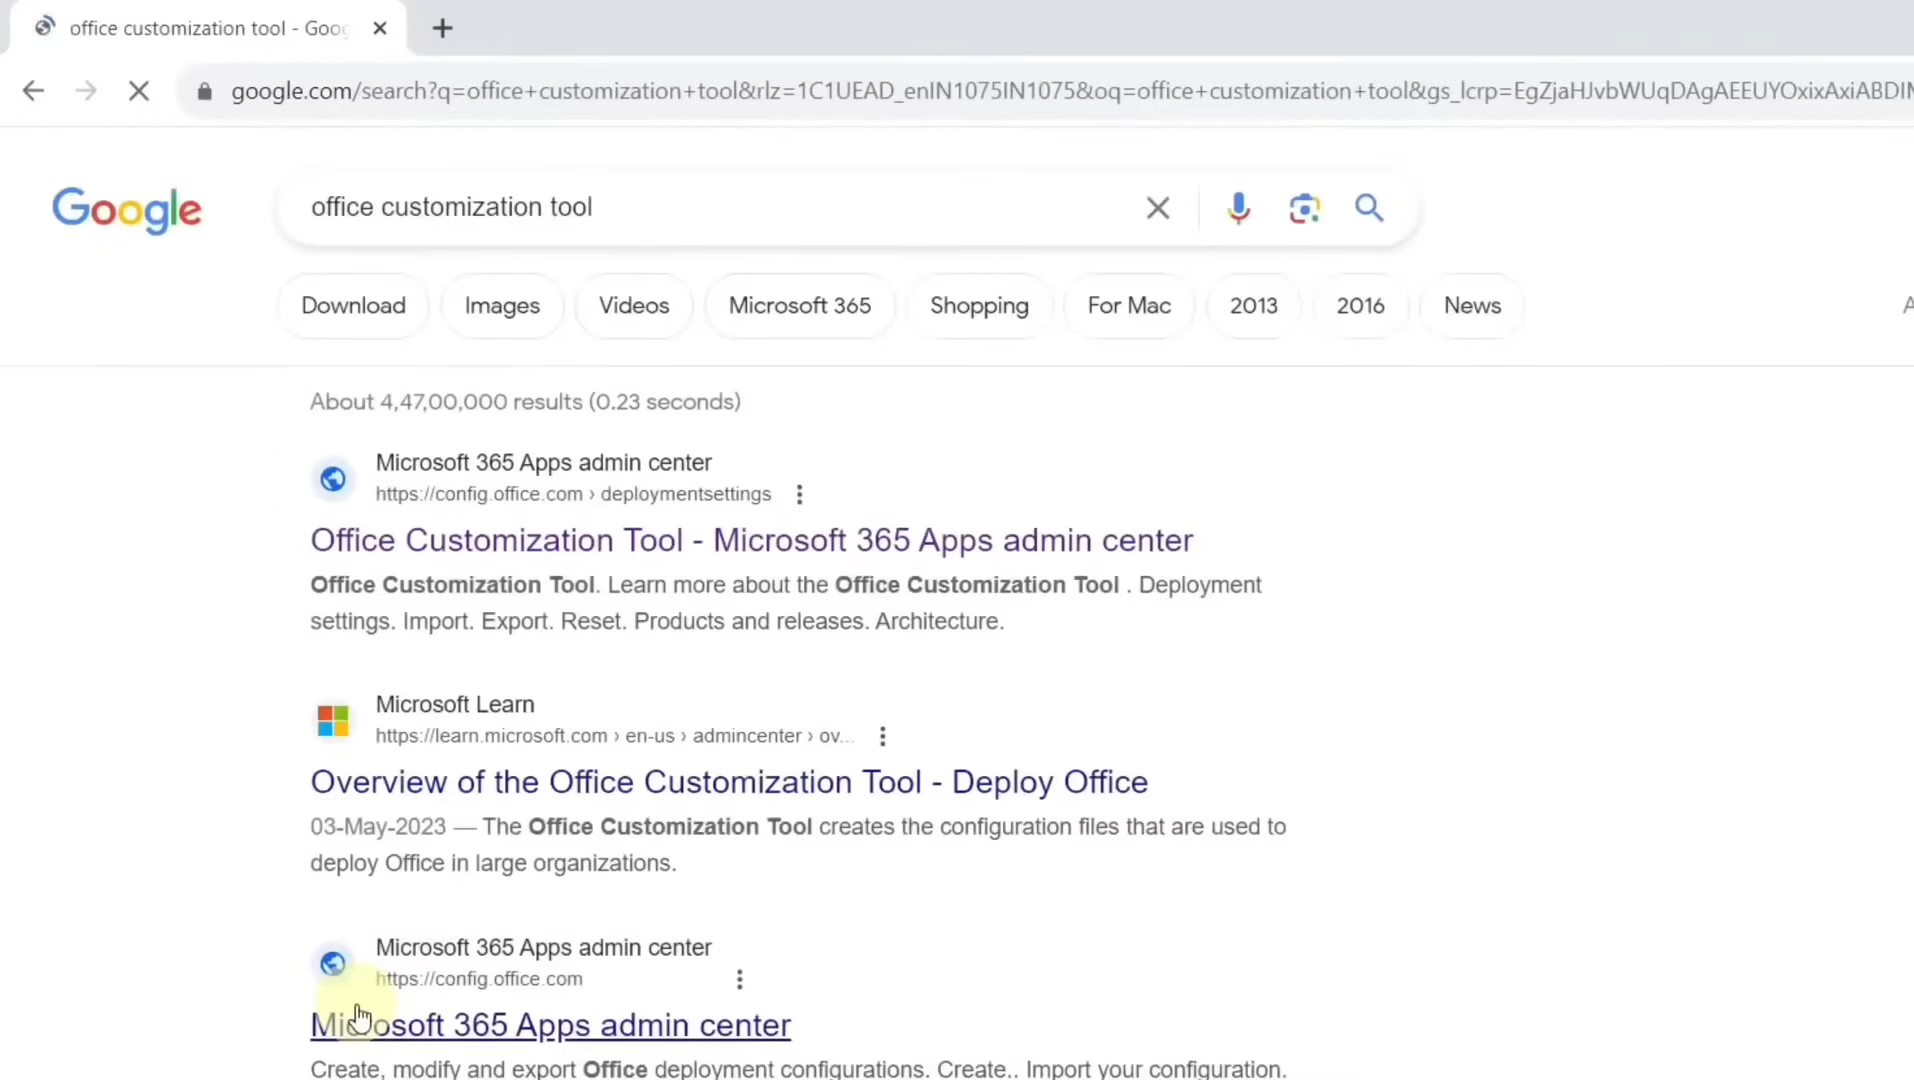 office customization tool - Goog
google.com/search?q=office+customization+tool&rlz=1C1UEAD_enIN1075IN1075&oq=office+customization+tool&gs_lcrp=EgZjaHJvbWUqDAgAEEUYOxixAxiABDI
Google
office customization tool
Download
Images
Videos
Microsoft 365
Shopping
For Mac
2013
2016
News
A
About 4,47,00,000 results (0.23 seconds)
Microsoft 365 Apps admin center
https://config.office.com › deploymentsettings
Office Customization Tool - Microsoft 365 Apps admin center
Office Customization Tool. Learn more about the Office Customization Tool . Deployment
settings. Import. Export. Reset. Products and releases. Architecture.
Microsoft Learn
https://learn.microsoft.com › en-us › admincenter › ov...
Overview of the Office Customization Tool - Deploy Office
03-May-2023 — The Office Customization Tool creates the configuration files that are used to
deploy Office in large organizations.
Microsoft 365 Apps admin center
https://config.office.com
Microsoft 365 Apps admin center
Create, modify and export Office deployment configurations. Create.. Import your configuration.